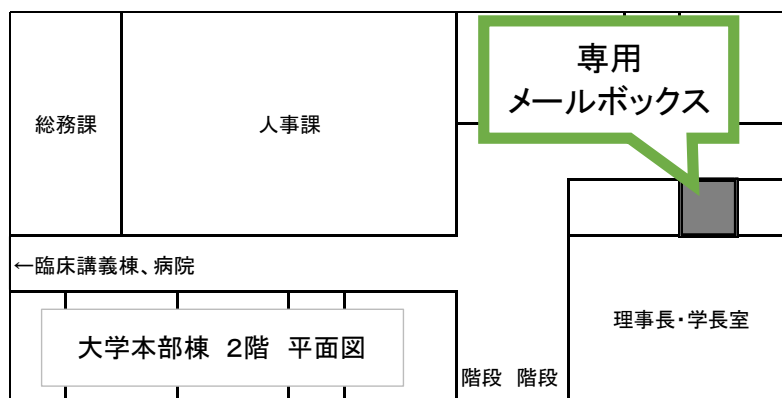 専用
メールボックス
総務課
人事課
←臨床講義棟、病院
理事長・学長室
大学本部棟 2階 平面図
階段 階段